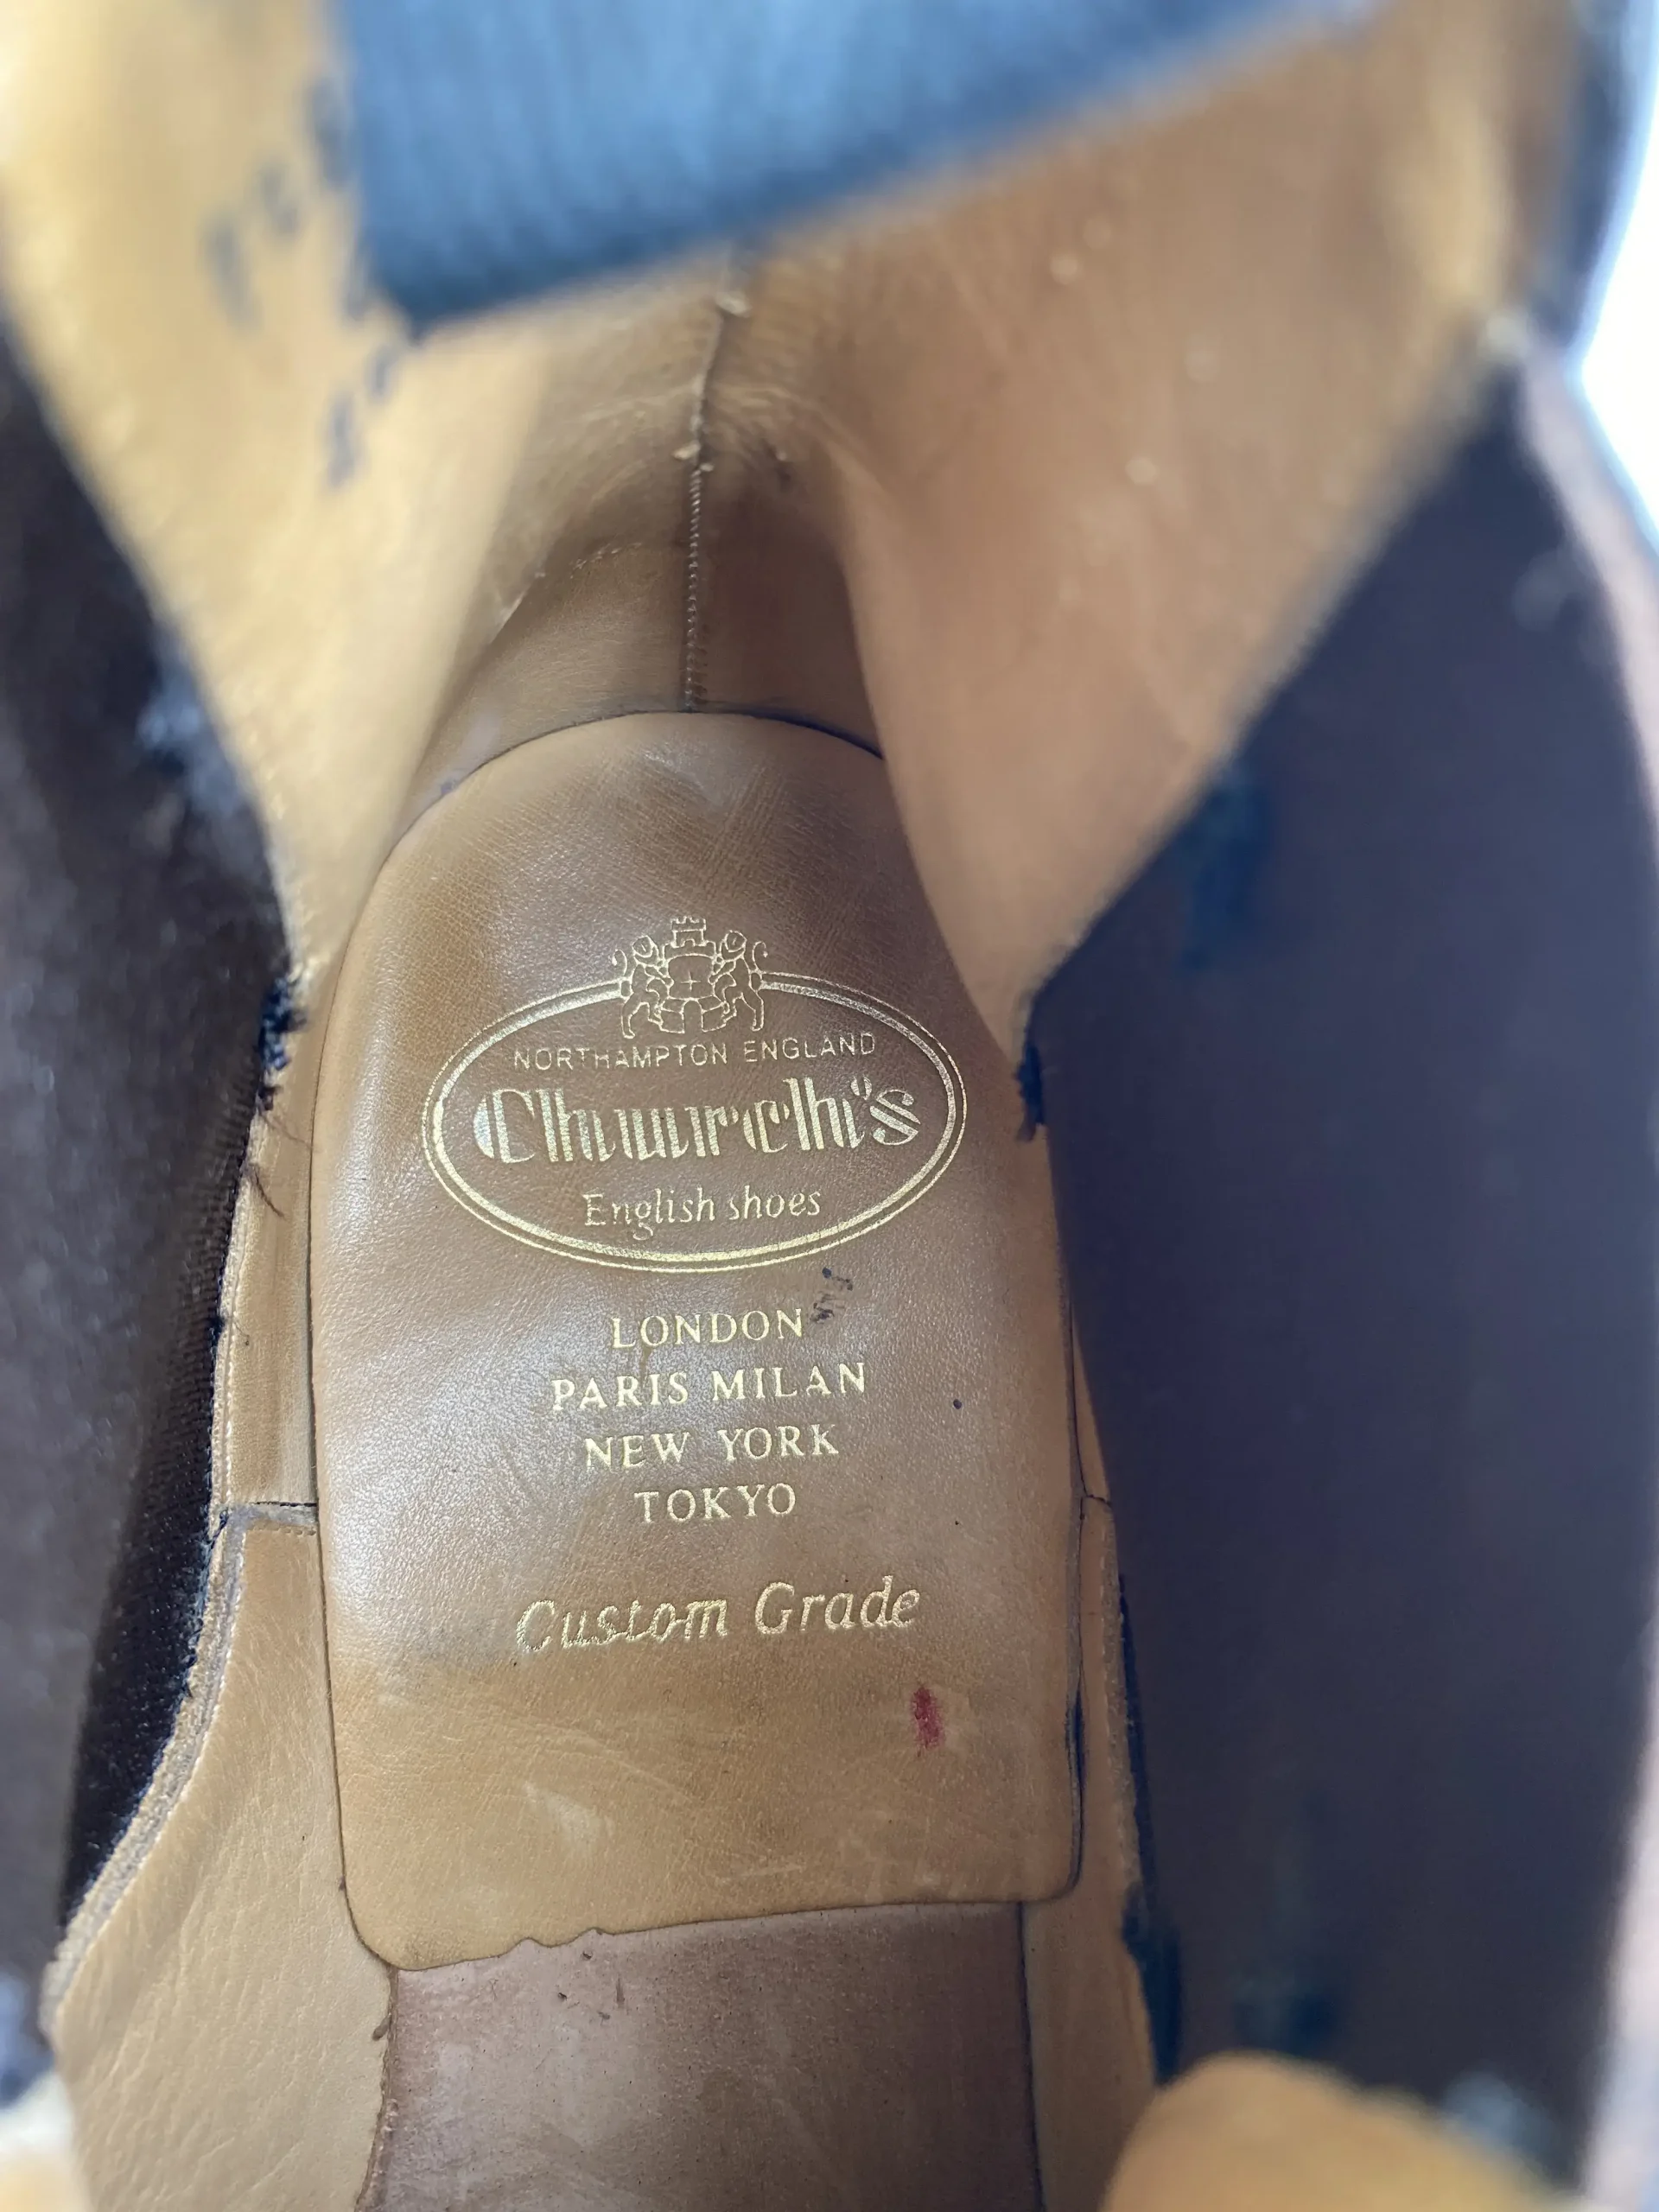 NORTHAMPTON ENGLAND
Church's
English shoes
LONDON
PARIS MILAN
NEW YORK
TOKYO
Custom Grade